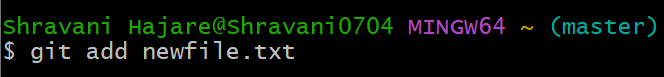 Shravani Hajare@Shravani0704 MINGW64 ~ (master)
$ git add newfile.txt